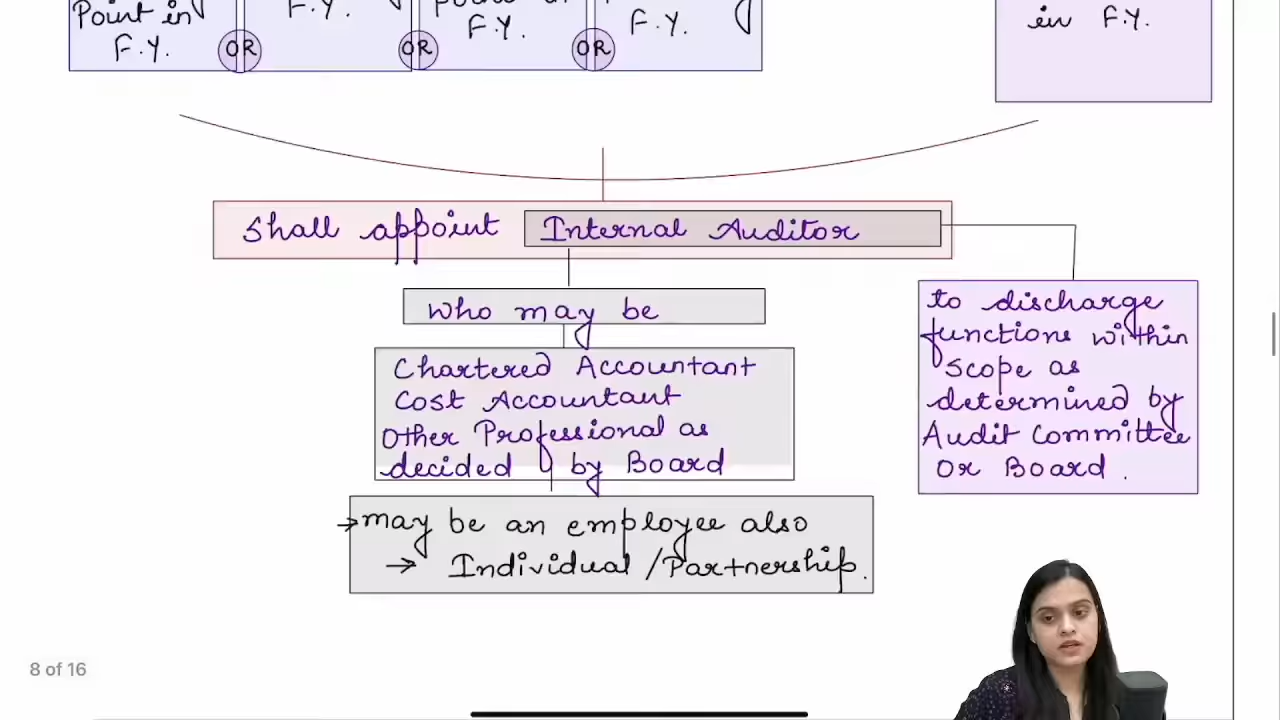 Point in
F.Y.
OR
F.Y.
OR
F.Y.
OR
F.Y.
in F.Y.
Shall appoint Internal Auditor
who may be
Chartered Accountant
Cost Accountant
Other Professional as
decided by Board
→may be an employee also
→ Individual /Partnership.
to discharge
functions within
scope as
determined by
Audit Committee
or Board.
8 of 16